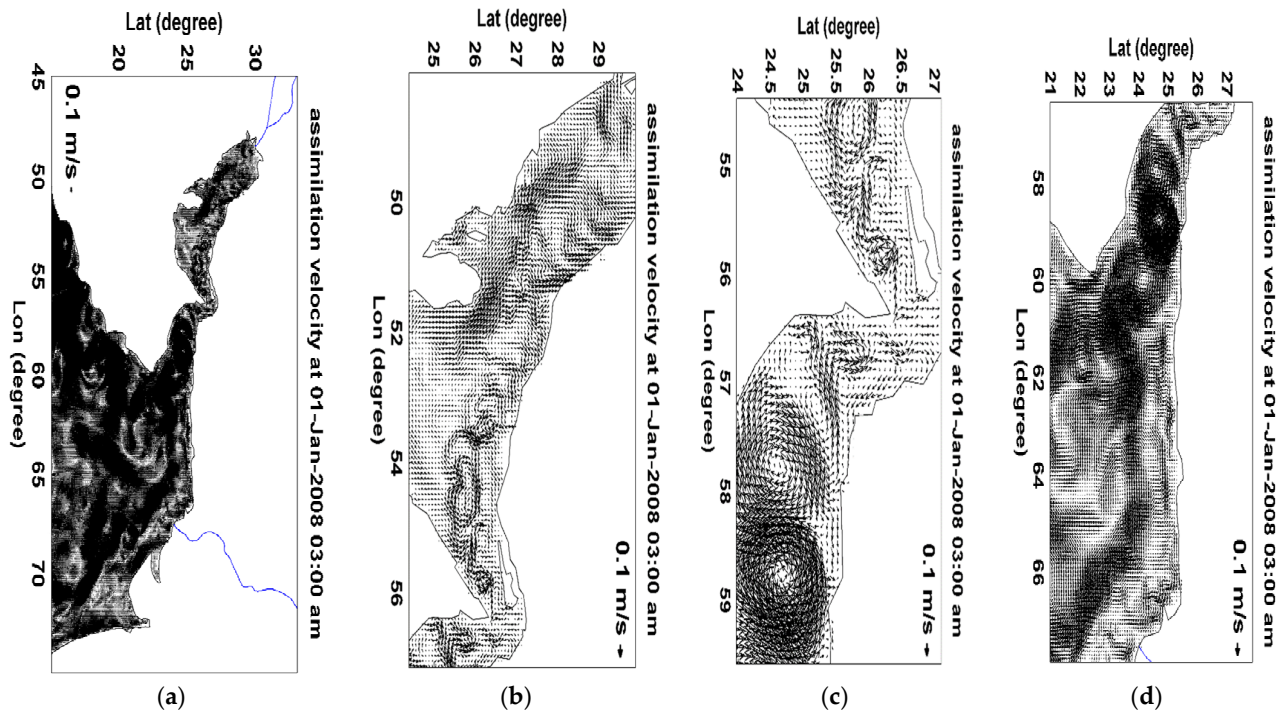 Lat (degree)
20
25
30
45
50
55
60
65
70
0.1 m/s
Lon (degree)
assimilation velocity at 01-Jan-2008 03:00 am
(a)
Lat (degree)
25
26
27
28
29
50
52
54
56
0.1 m/s
Lon (degree)
assimilation velocity at 01-Jan-2008 03:00 am
(b)
Lat (degree)
24
24.5
25
25.5
26
26.5
27
55
56
57
58
59
0.1 m/s
Lon (degree)
assimilation velocity at 01-Jan-2008 03:00 am
(c)
Lat (degree)
21
22
23
24
25
26
27
58
60
62
64
66
0.1 m/s
Lon (degree)
assimilation velocity at 01-Jan-2008 03:00 am
(d)